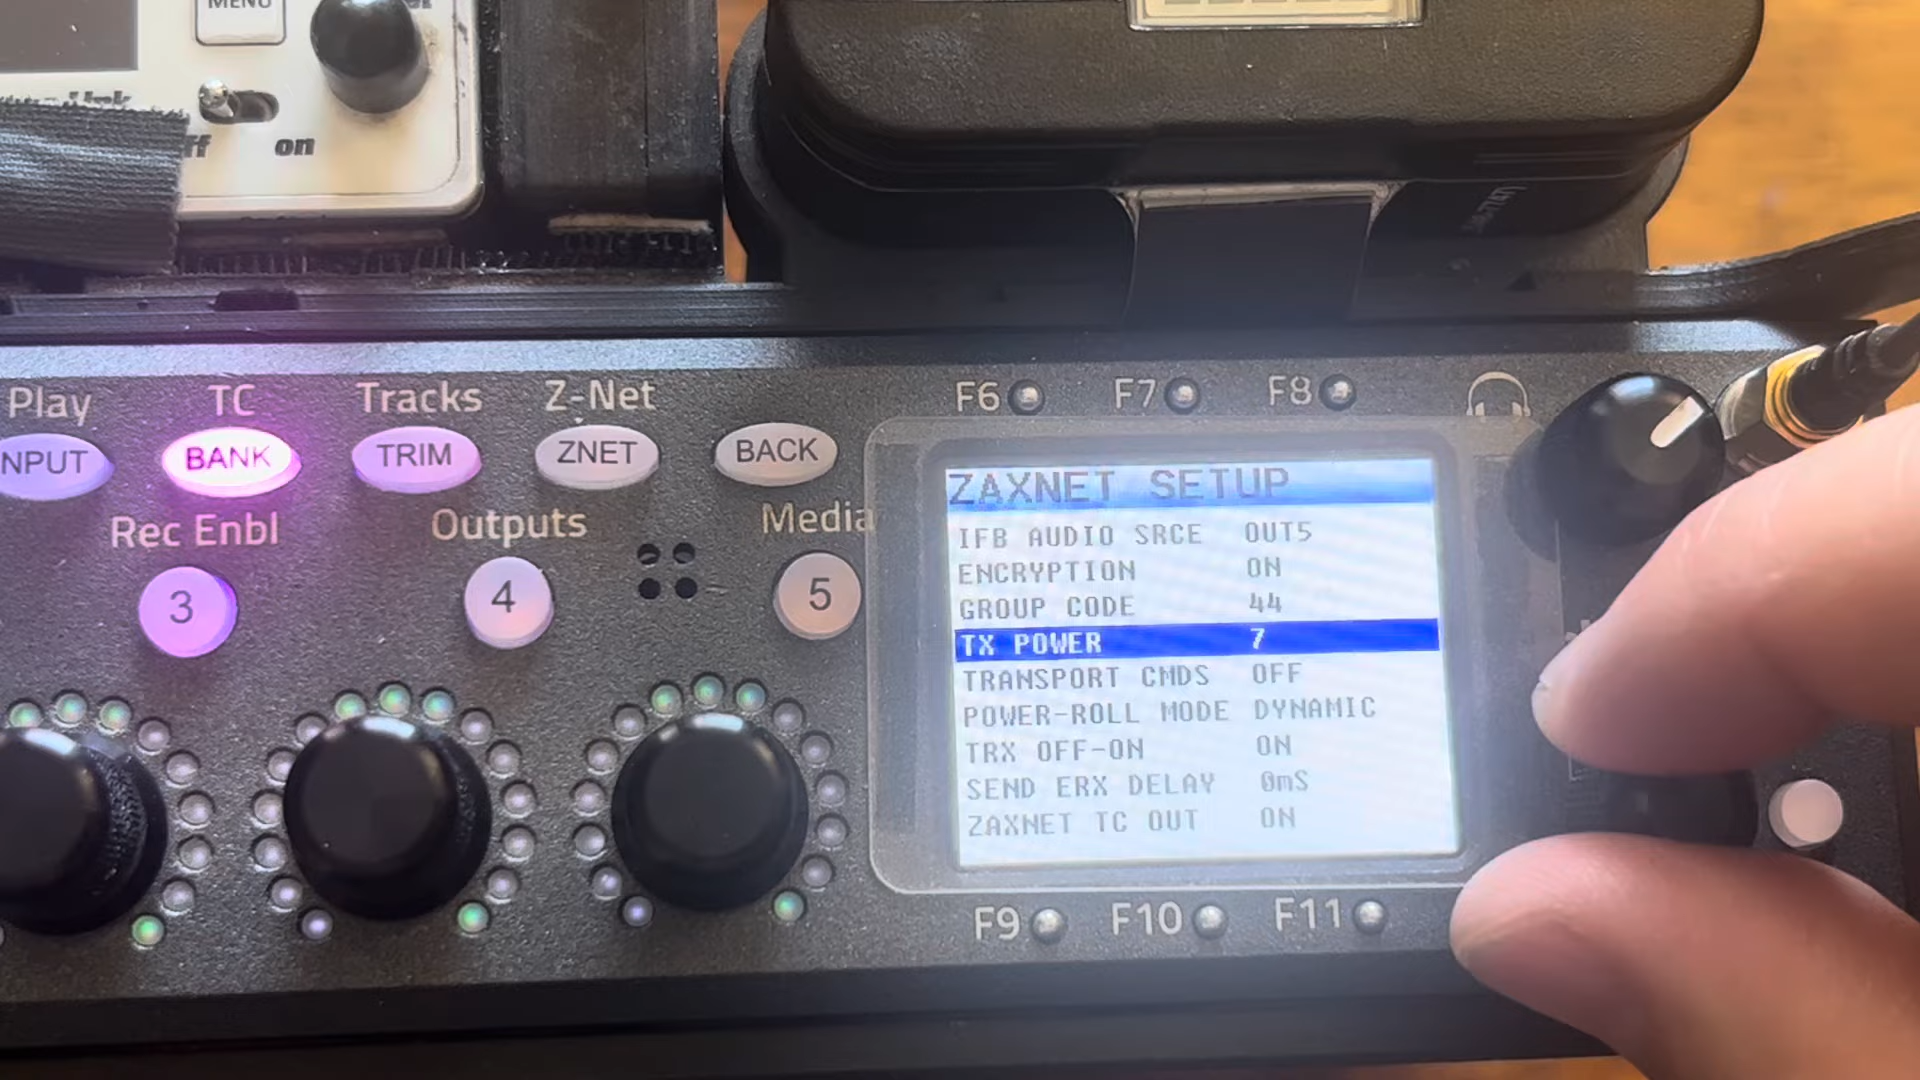 MENU
on
Play
TC
Tracks
Z-Net
BANK
TRIM
ZNET
BACK
Rec Enbl
Outputs
Media
3
4
5
F6
F7
F8
ZAXNET SETUP
IFB AUDIO SRCE OUT5
ENCRYPTION ON
GROUP CODE 44
TX POWER 7
TRANSPORT CMDS OFF
POWER-ROLL MODE DYNAMIC
TRX OFF-ON ON
SEND ERX DELAY 0mS
ZAXNET TC OUT ON
F9
F10
F11